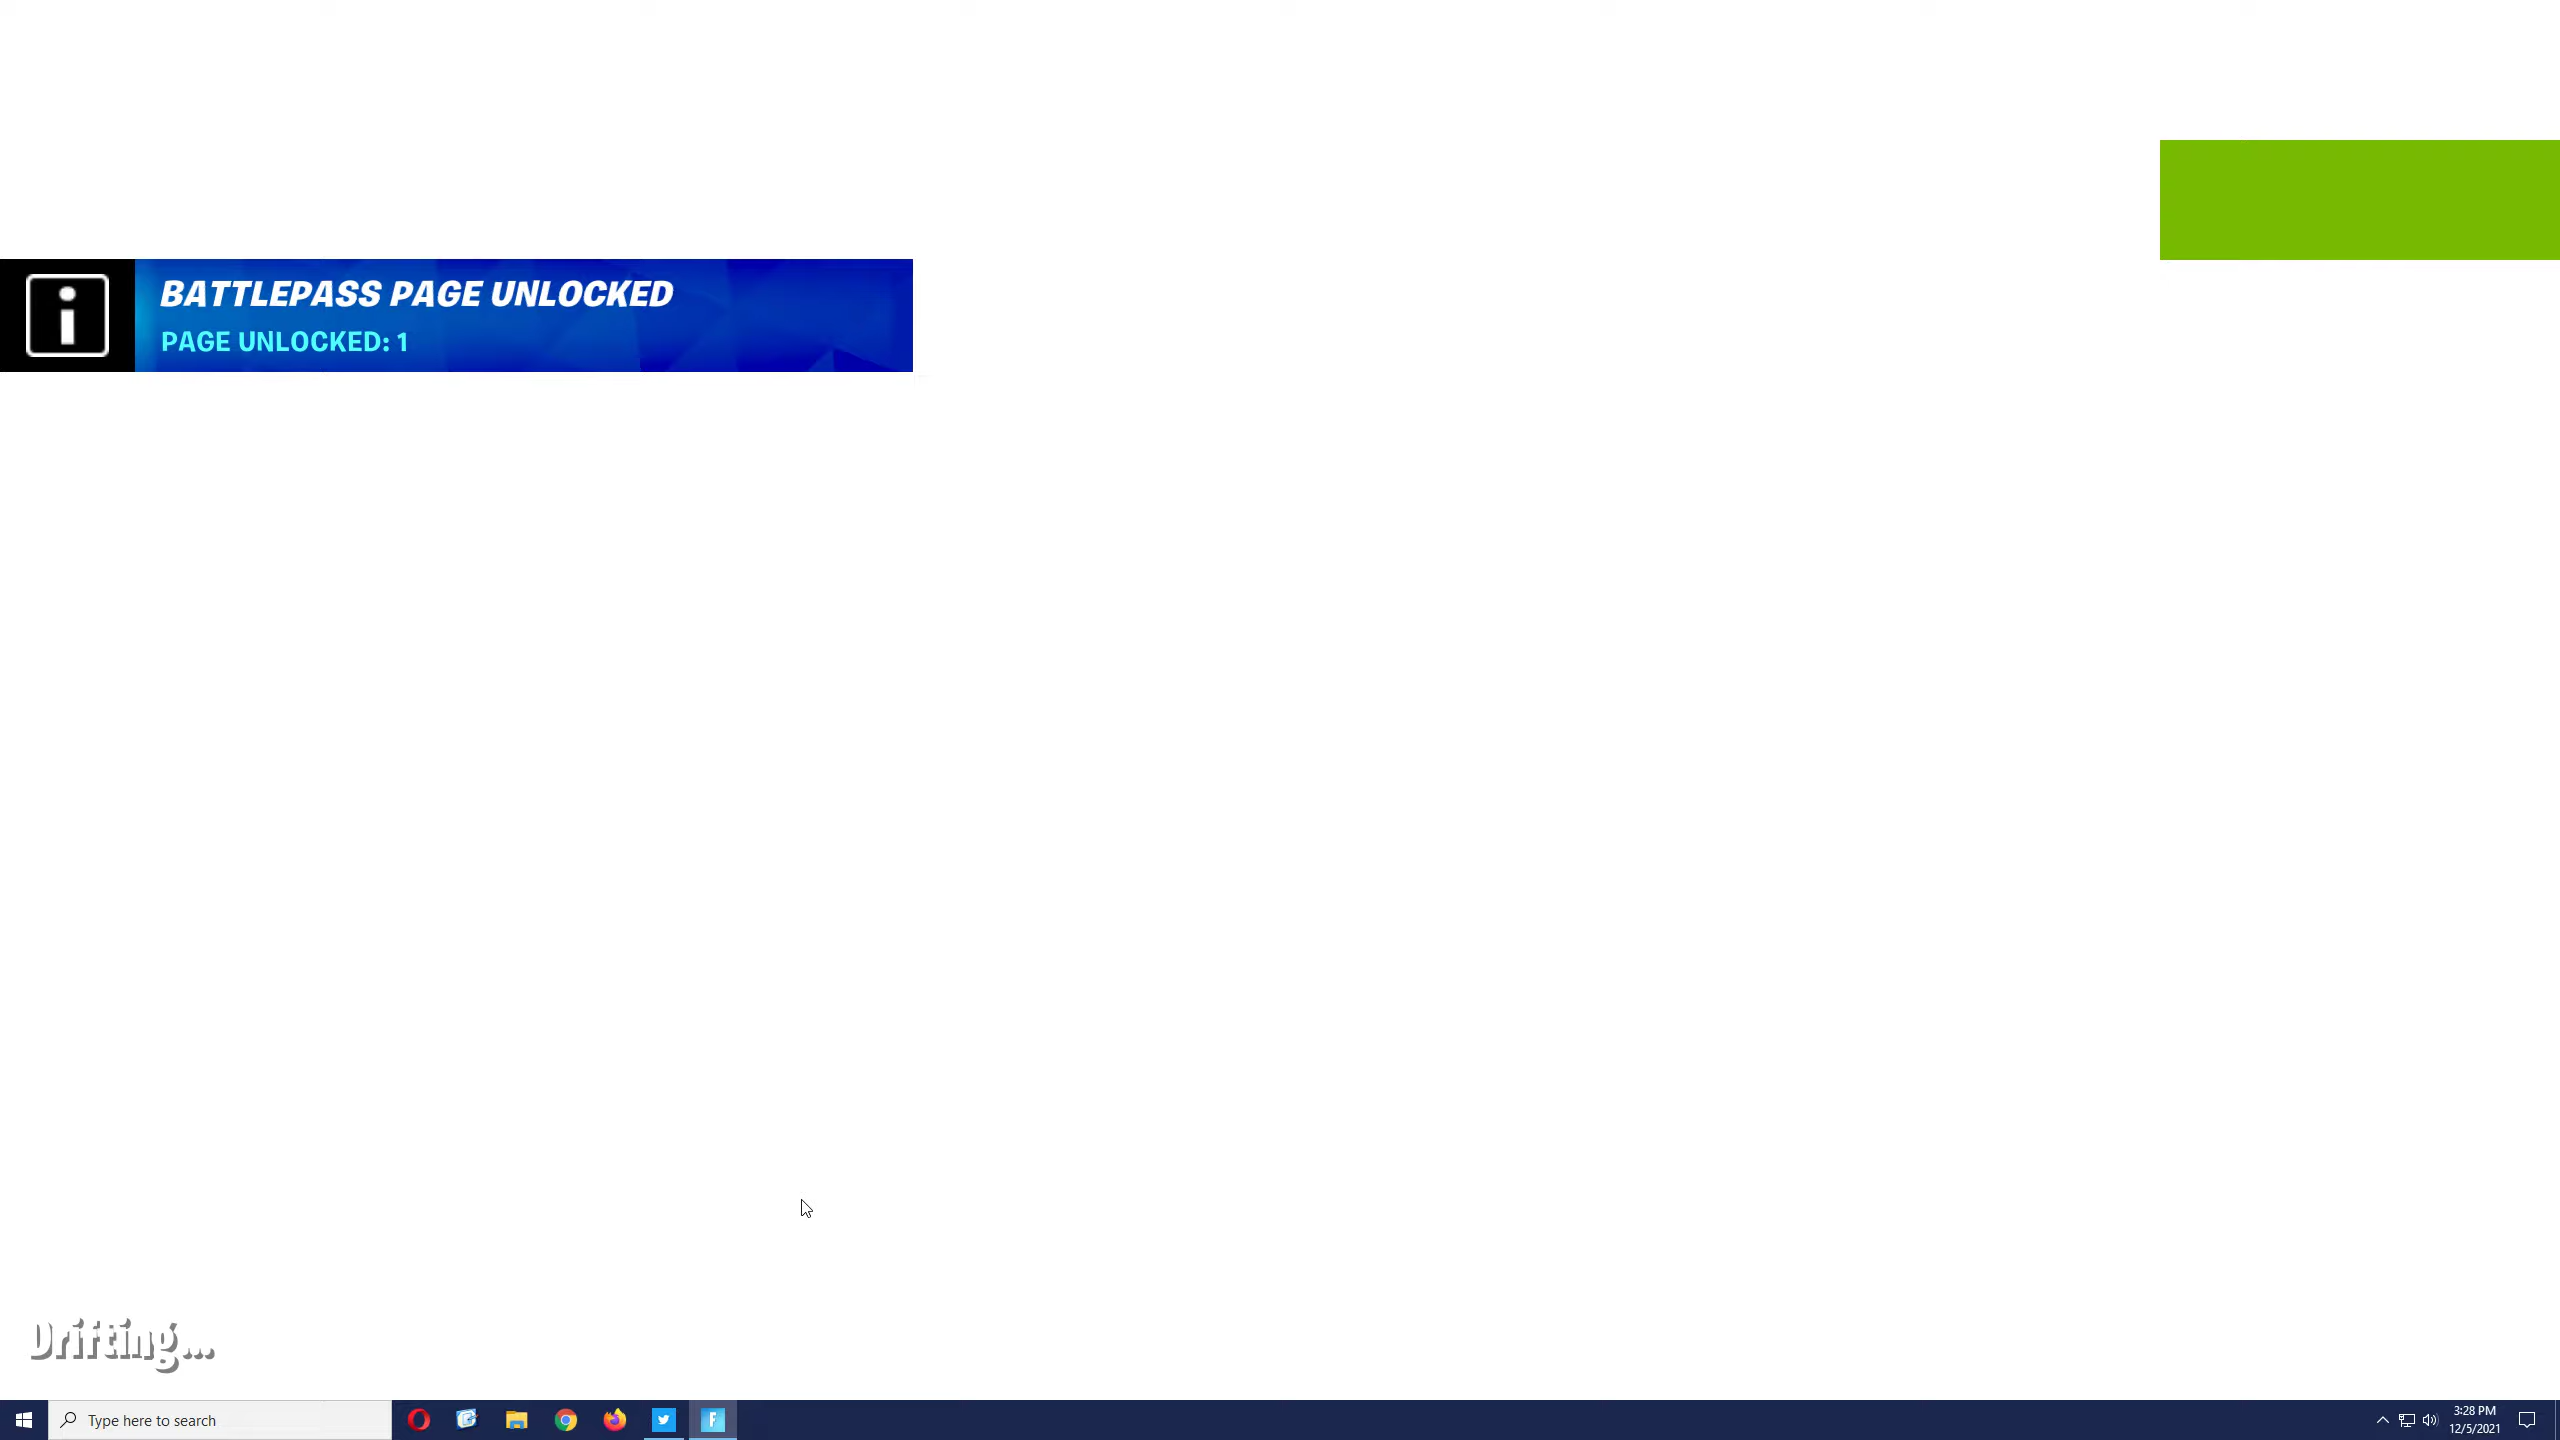 BATTLEPASS PAGE UNLOCKED
PAGE UNLOCKED: 1
Drifting...
Type here to search
3:28 PM
12/5/2021